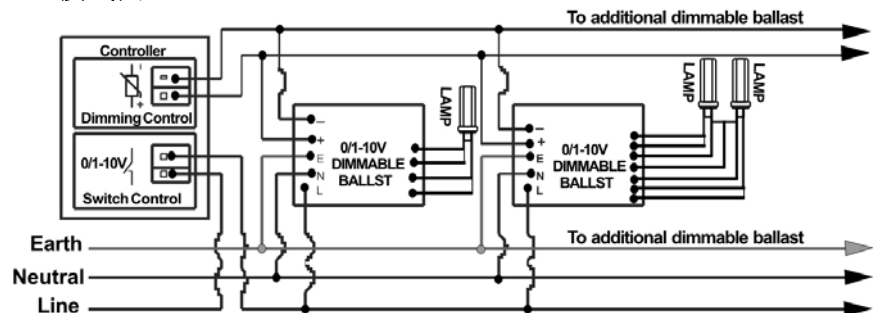 To additional dimmable ballast
Controller
-
+
Dimming Control
0/1-10V
Switch Control
LAMP
–
+
E
N
L
0/1-10V
DIMMABLE
BALLST
LAMP
LAMP
–
+
E
N
L
0/1-10V
DIMMABLE
BALLST
Earth
To additional dimmable ballast
Neutral
Line